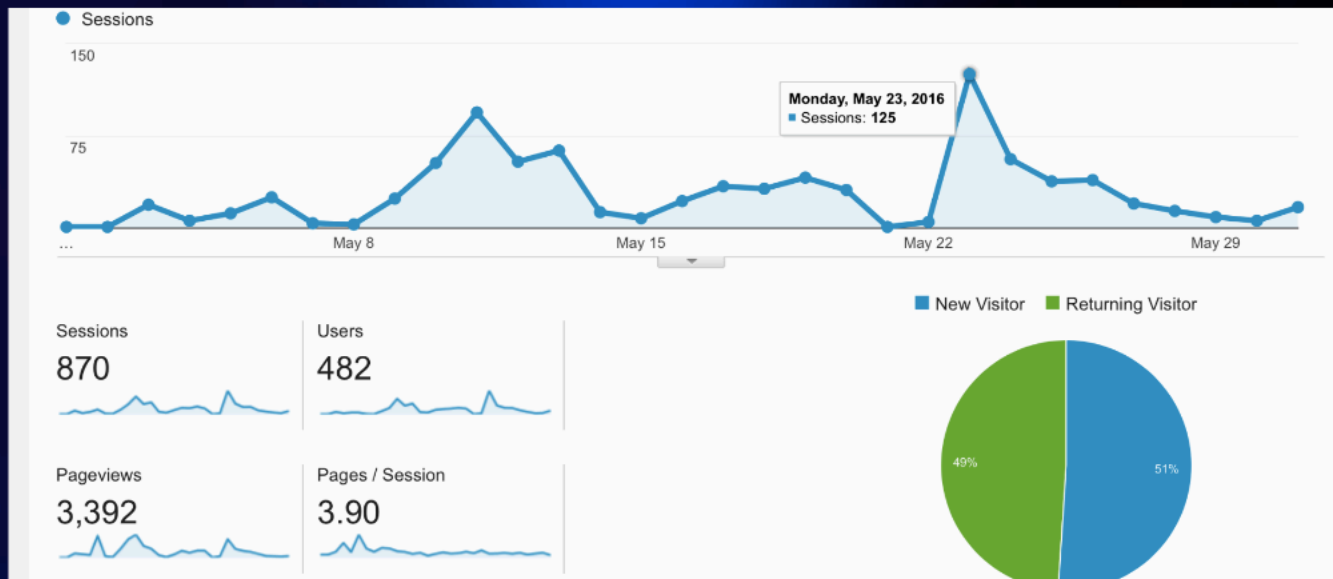 Sessions
150
75
Monday, May 23, 2016
Sessions: 125
...
May 8
May 15
May 22
May 29
New Visitor
Returning Visitor
Sessions
870
Users
482
Pageviews
3,392
Pages / Session
3.90
49%
51%